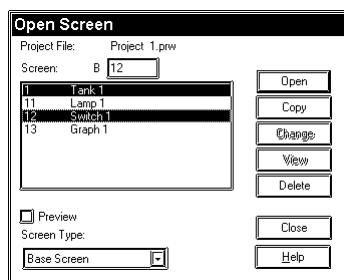 Open Screen
Project File: Project 1.prw
Screen: B 12
1 Tank 1
11 Lamp 1
12 Switch 1
13 Graph 1
Open
Copy
Change
View
Delete
Preview
Screen Type:
Base Screen
Close
Help